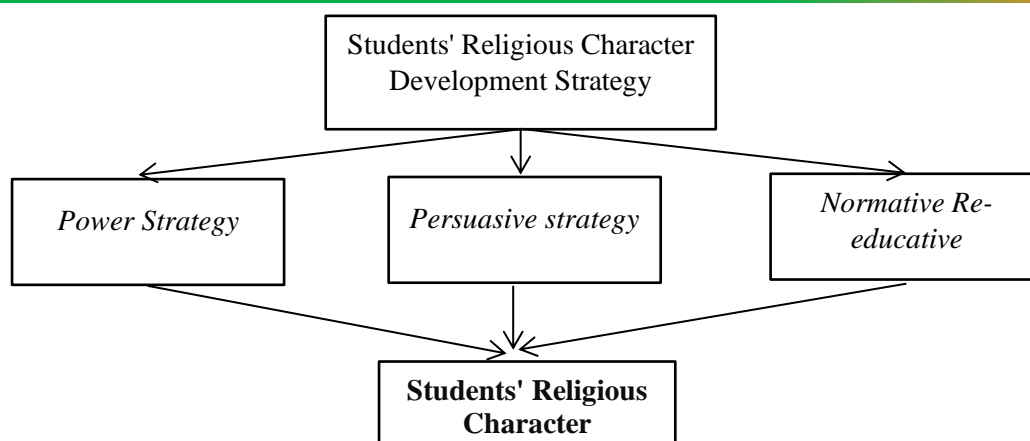 Students' Religious Character
Development Strategy
Power Strategy
Persuasive strategy
Normative Re-
educative
Students' Religious
Character